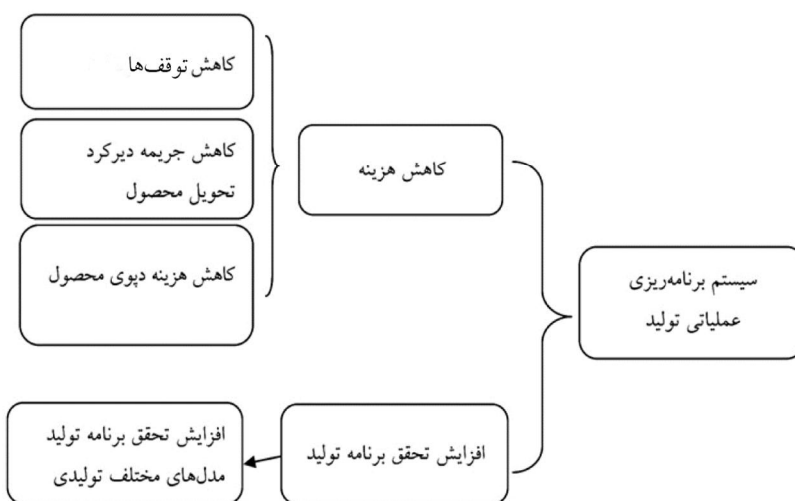 سیستم برنامه‌ریزی
عملیاتی تولید
کاهش هزینه
کاهش توقف‌ها
کاهش جریمه دیرکرد
تحویل محصول
کاهش هزینه دپوی محصول
افزایش تحقق برنامه تولید
افزایش تحقق برنامه تولید
مدل‌های مختلف تولیدی